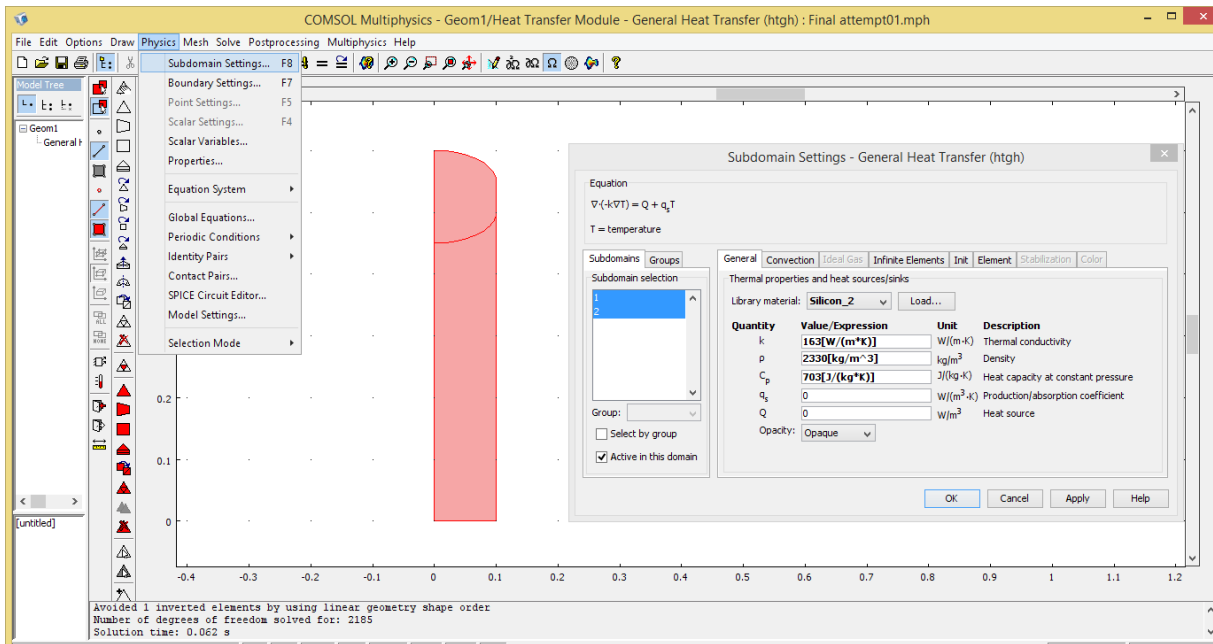 COMSOL Multiphysics - Geom1/Heat Transfer Module - General Heat Transfer (htgh) : Final attempt01.mph
File Edit Options Draw Physics Mesh Solve Postprocessing Multiphysics Help
Model Tree
Geom1
General H
[untitled]
Subdomain Settings... F8
Boundary Settings... F7
Point Settings... F5
Scalar Settings... F4
Scalar Variables...
Properties...
Equation System
Global Equations...
Periodic Conditions
Identity Pairs
Contact Pairs...
SPICE Circuit Editor...
Model Settings...
Selection Mode
0.2
0.1
0
-0.4 -0.3 -0.2 -0.1 0 0.1 0.2 0.3 0.4 0.5 0.6 0.7 0.8 0.9 1 1.1 1.2
Subdomain Settings - General Heat Transfer (htgh)
Equation
∇·(-k∇T) = Q + qsT
T = temperature
Subdomains Groups
Subdomain selection
1
2
Group:
Select by group
Active in this domain
General Convection Ideal Gas Infinite Elements Init Element Stabilization Color
Thermal properties and heat sources/sinks
Library material: Silicon_2 Load...
Quantity Value/Expression Unit Description
k 163[W/(m*K)] W/(m·K) Thermal conductivity
ρ 2330[kg/m^3] kg/m³ Density
Cp 703[J/(kg*K)] J/(kg·K) Heat capacity at constant pressure
qs 0 W/(m³·K) Production/absorption coefficient
Q 0 W/m³ Heat source
Opacity: Opaque
OK Cancel Apply Help
Avoided 1 inverted elements by using linear geometry shape order
Number of degrees of freedom solved for: 2185
Solution time: 0.062 s